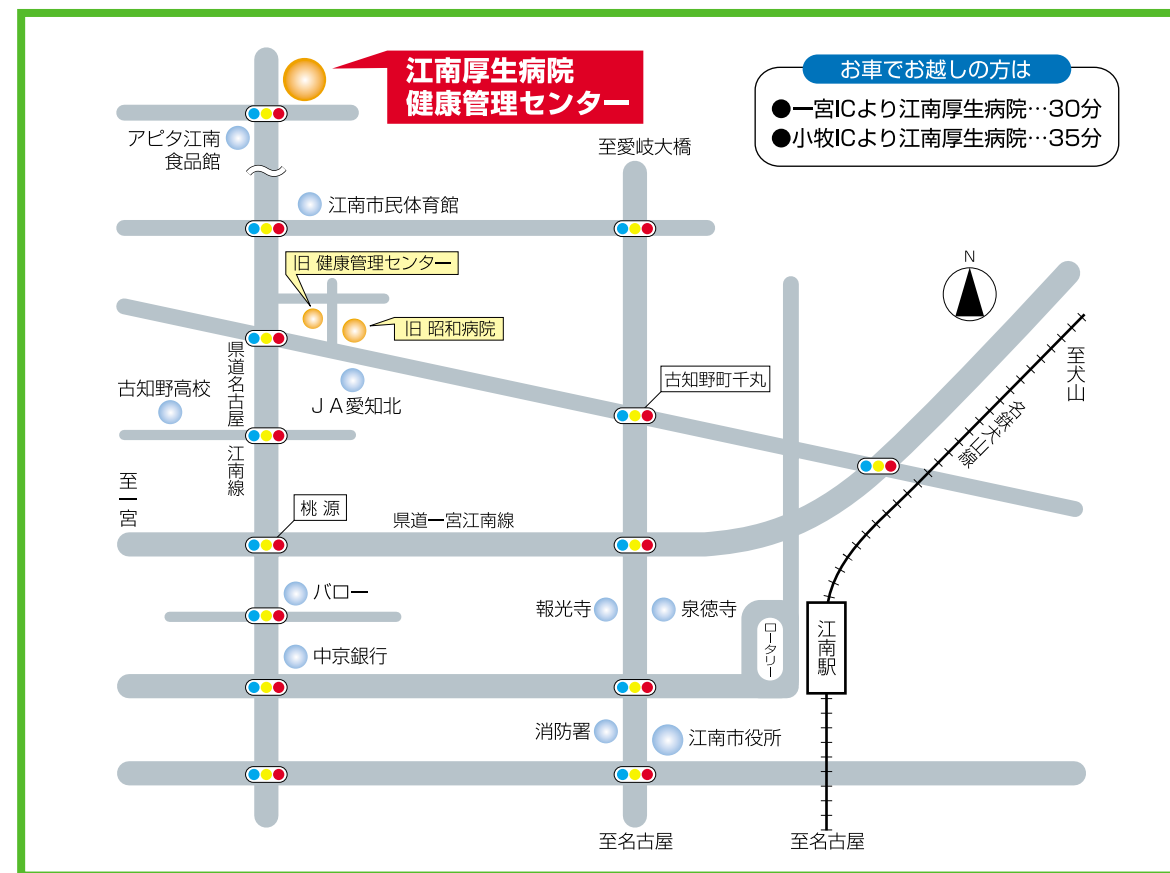 江南厚生病院
健康管理センター
お車でお越しの方は
●一宮ICより江南厚生病院…30分
●小牧ICより江南厚生病院…35分
アピタ江南
食品館
至愛岐大橋
江南市民体育館
N
旧 健康管理センター
旧 昭和病院
県道名古屋
江南線
古知野高校
JA愛知北
古知野町千丸
至犬山
名鉄犬山線
至一宮
桃 源
県道一宮江南線
バロー
報光寺
泉徳寺
ロータリー
江南駅
中京銀行
消防署
江南市役所
至名古屋
至名古屋